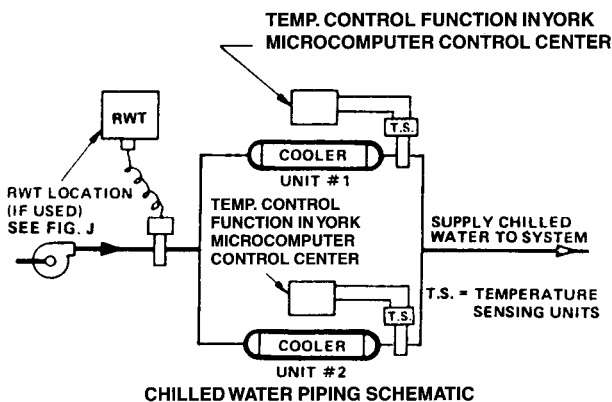 TEMP. CONTROL FUNCTION IN YORK
MICROCOMPUTER CONTROL CENTER
RWT
T.S.
COOLER
UNIT #1
RWT LOCATION
(IF USED)
SEE FIG. J
TEMP. CONTROL
FUNCTION IN YORK
MICROCOMPUTER
CONTROL CENTER
SUPPLY CHILLED
WATER TO SYSTEM
T.S. = TEMPERATURE
SENSING UNITS
T.S.
COOLER
UNIT #2
CHILLED WATER PIPING SCHEMATIC